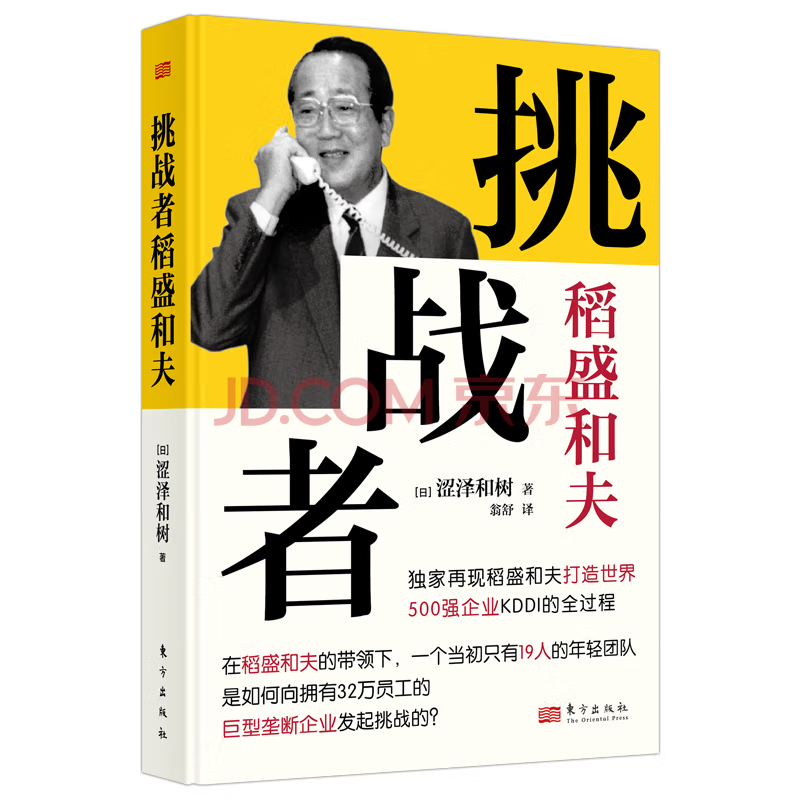 挑战者稻盛和夫
[日]涩泽和树 著
东方出版社
挑
战
者
稻盛和夫
JD.COM 京东
[日]涩泽和树 著
翁舒 译
独家再现稻盛和夫打造世界
500强企业KDDI的全过程
在稻盛和夫的带领下，一个当初只有19人的年轻团队
是如何向拥有32万员工的
巨型垄断企业发起挑战的？
東方出版社
The Oriental Press